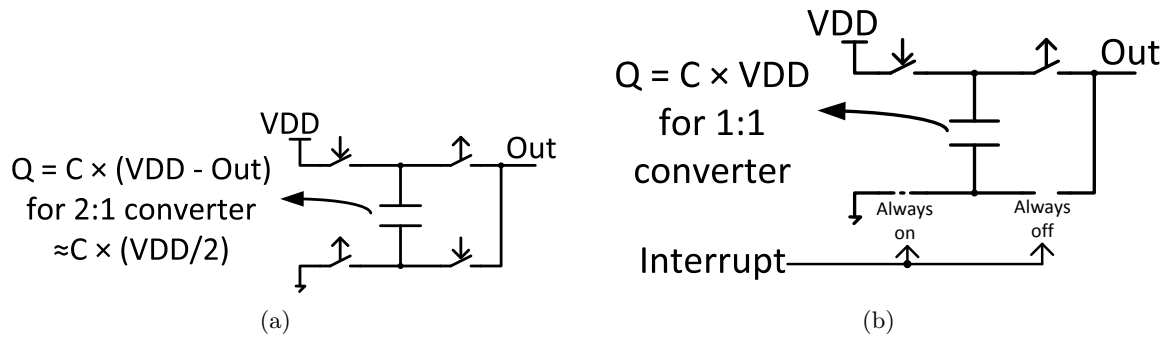 VDD
Out
Q = C × (VDD - Out)
for 2:1 converter
≈C × (VDD/2)
(a)
VDD
Out
Q = C × VDD
for 1:1
converter
Always
on
Always
off
Interrupt
(b)